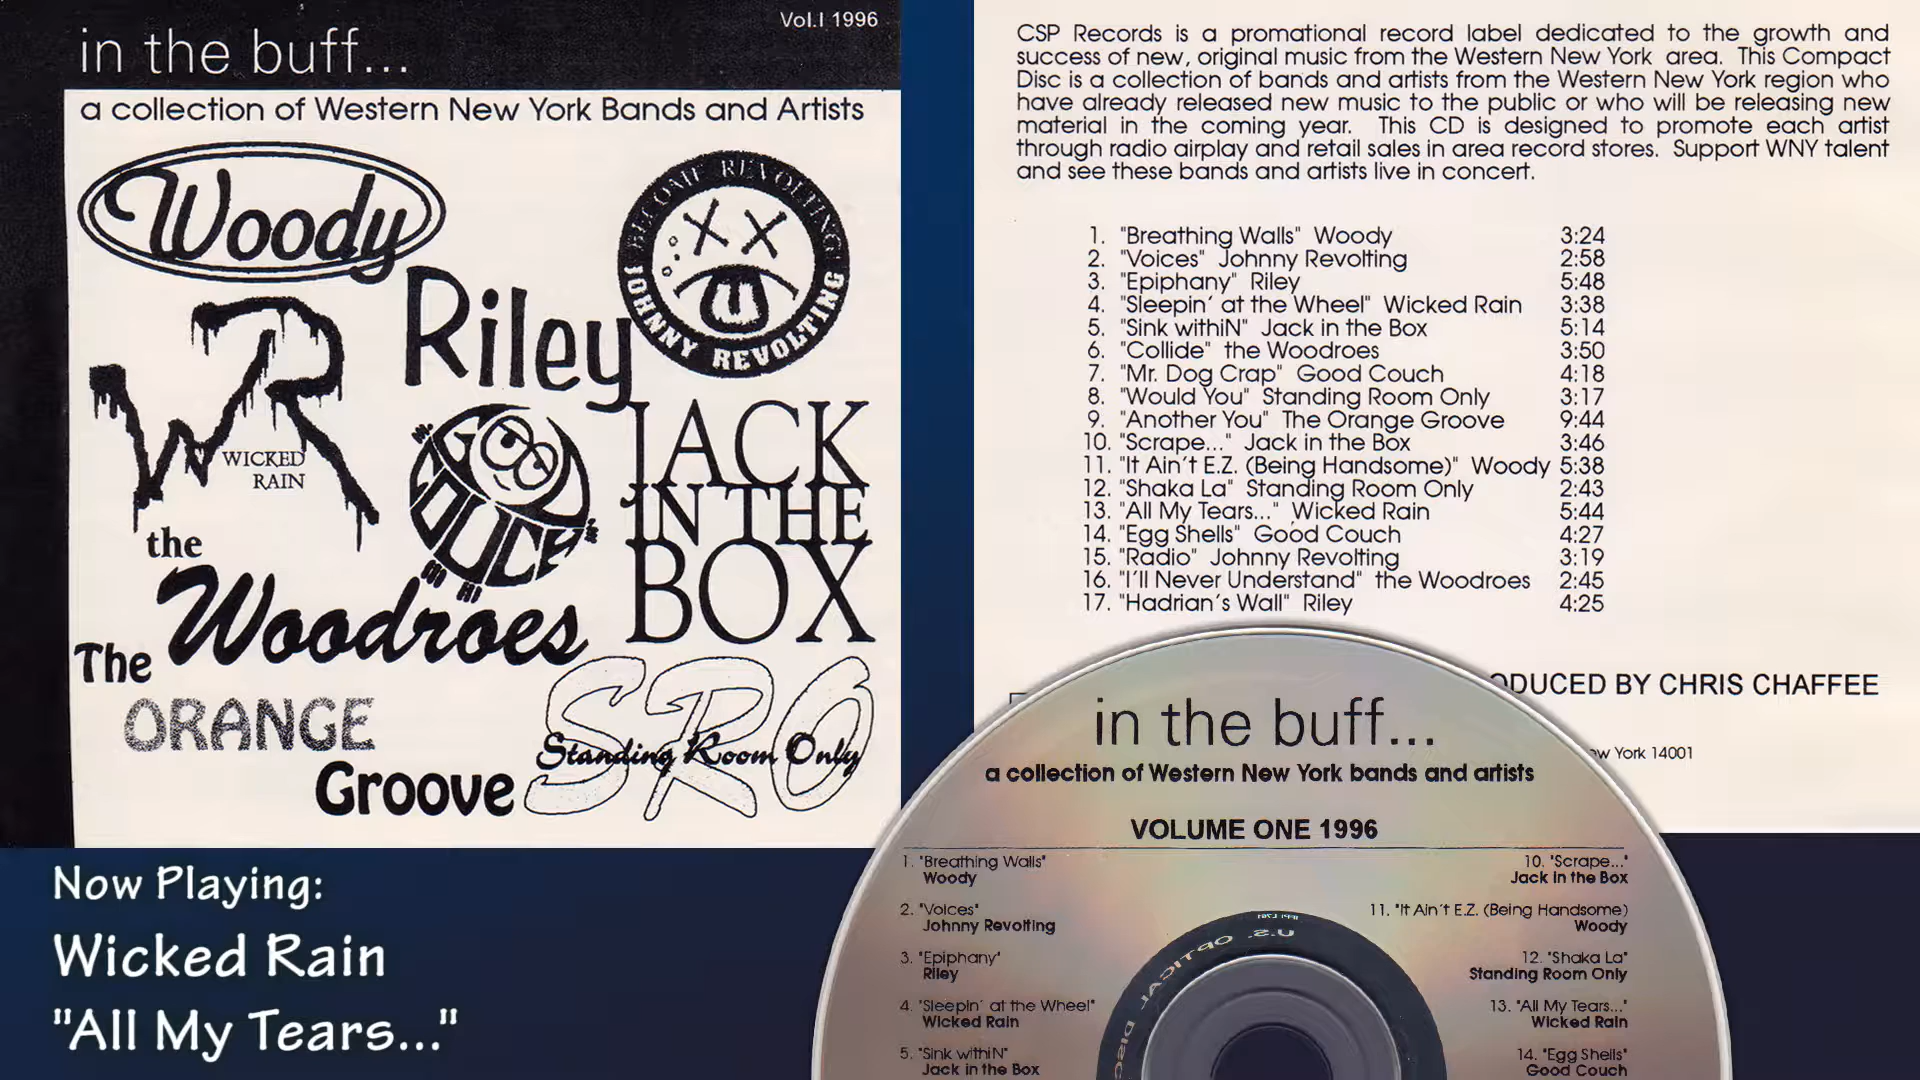 Vol.I 1996
in the buff...
a collection of Western New York Bands and Artists
Woody
BECOME REVOLTING
JOHNNY REVOLTING
Riley
WR
WICKED
RAIN
GOOD
COUCH
JACK
IN THE
BOX
the
Woodroes
The
ORANGE
Groove
SRO
Standing Room Only
Now Playing:
Wicked Rain
"All My Tears..."
CSP Records is a promotional record label dedicated to the growth and
success of new, original music from the Western New York area. This Compact
Disc is a collection of bands and artists from the Western New York region who
have already released new music to the public or who will be releasing new
material in the coming year. This CD is designed to promote each artist
through radio airplay and retail sales in area record stores. Support WNY talent
and see these bands and artists live in concert.
1. "Breathing Walls" Woody 3:24
2. "Voices" Johnny Revolting 2:58
3. "Epiphany" Riley 5:48
4. "Sleepin' at the Wheel" Wicked Rain 3:38
5. "Sink withiN" Jack in the Box 5:14
6. "Collide" the Woodroes 3:50
7. "Mr. Dog Crap" Good Couch 4:18
8. "Would You" Standing Room Only 3:17
9. "Another You" The Orange Groove 9:44
10. "Scrape..." Jack in the Box 3:46
11. "It Ain't E.Z. (Being Handsome)" Woody 5:38
12. "Shaka La" Standing Room Only 2:43
13. "All My Tears..." Wicked Rain 5:44
14. "Egg Shells" Good Couch 4:27
15. "Radio" Johnny Revolting 3:19
16. "I'll Never Understand" the Woodroes 2:45
17. "Hadrian's Wall" Riley 4:25
ODUCED BY CHRIS CHAFFEE
ew York 14001
in the buff...
a collection of Western New York bands and artists
VOLUME ONE 1996
1. "Breathing Walls"
Woody
2. "Voices"
Johnny Revolting
3. "Epiphany"
Riley
4. "Sleepin' at the Wheel"
Wicked Rain
5. "Sink withiN"
Jack in the Box
10. "Scrape..."
Jack in the Box
11. "It Ain't E.Z. (Being Handsome)
Woody
12. "Shaka La"
Standing Room Only
13. "All My Tears..."
Wicked Rain
14. "Egg Shells"
Good Couch
U.S. OPTICAL DISC